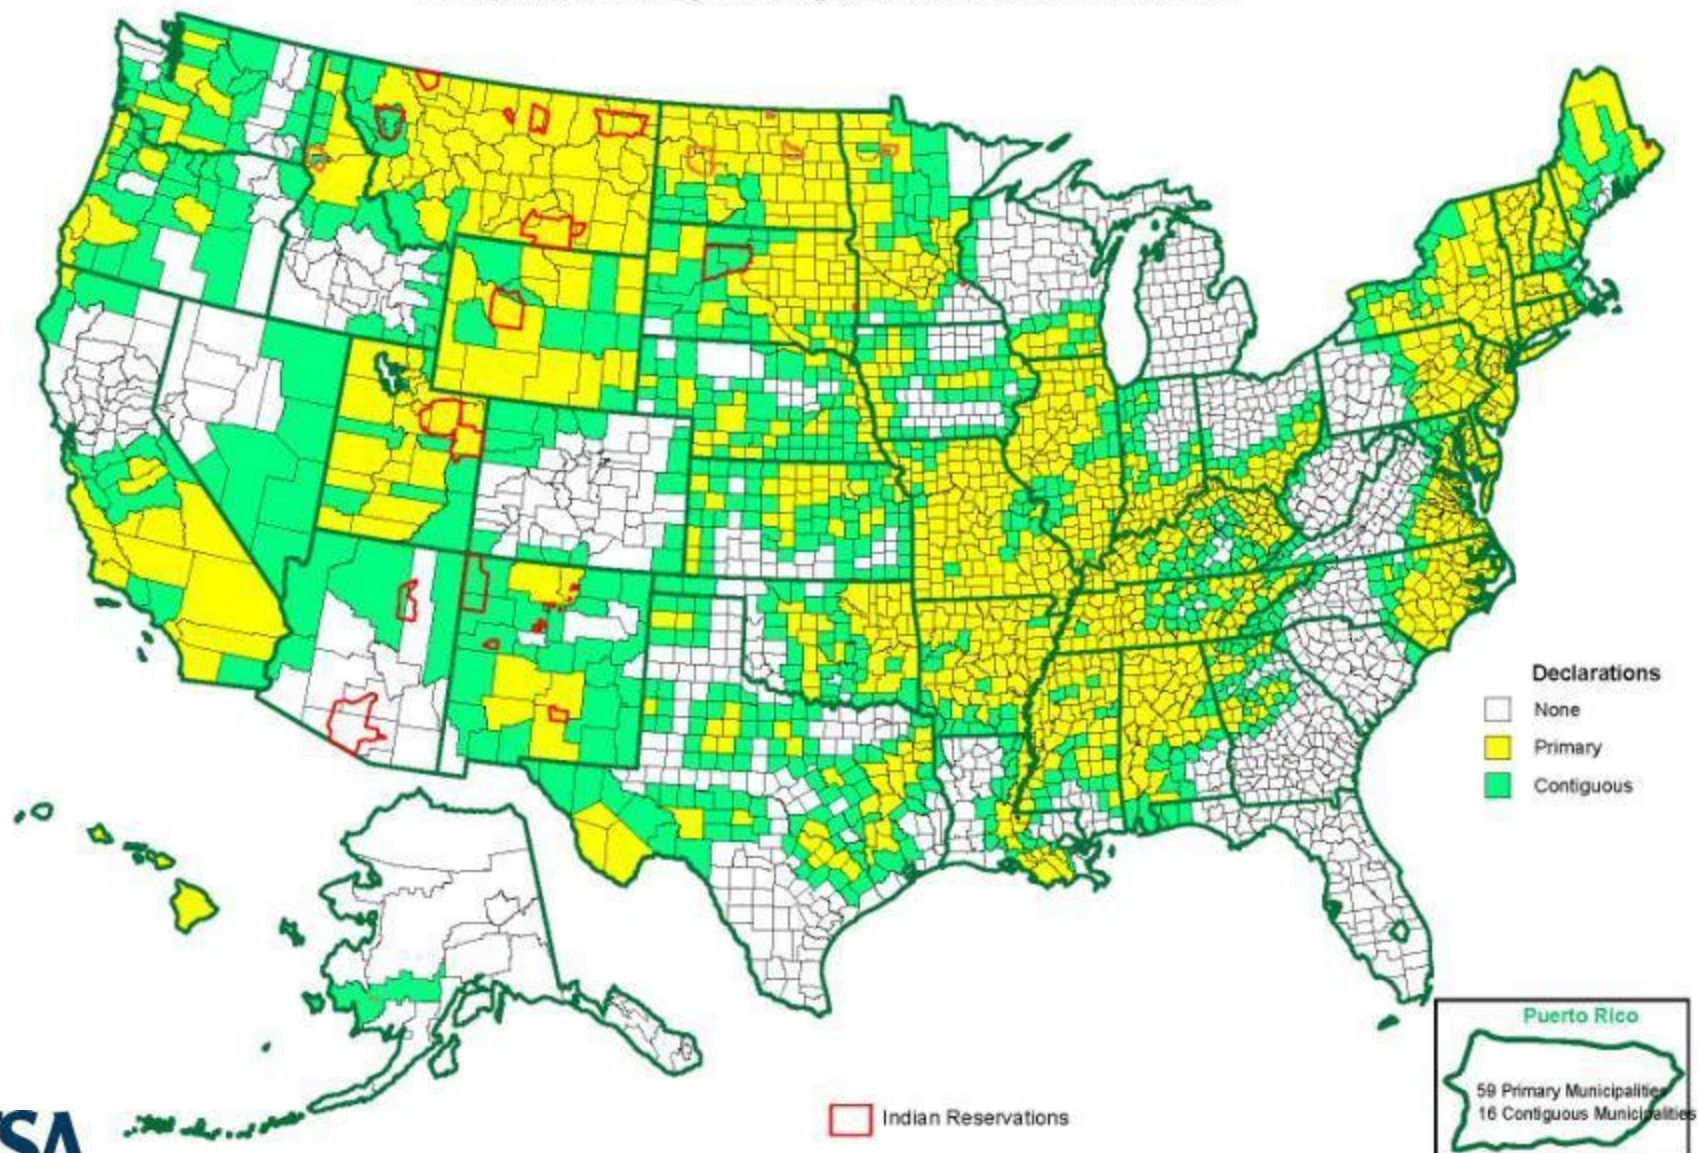 Declarations
None
Primary
Contiguous
Puerto Rico
59 Primary Municipalities
16 Contiguous Municipalities
Indian Reservations
SA